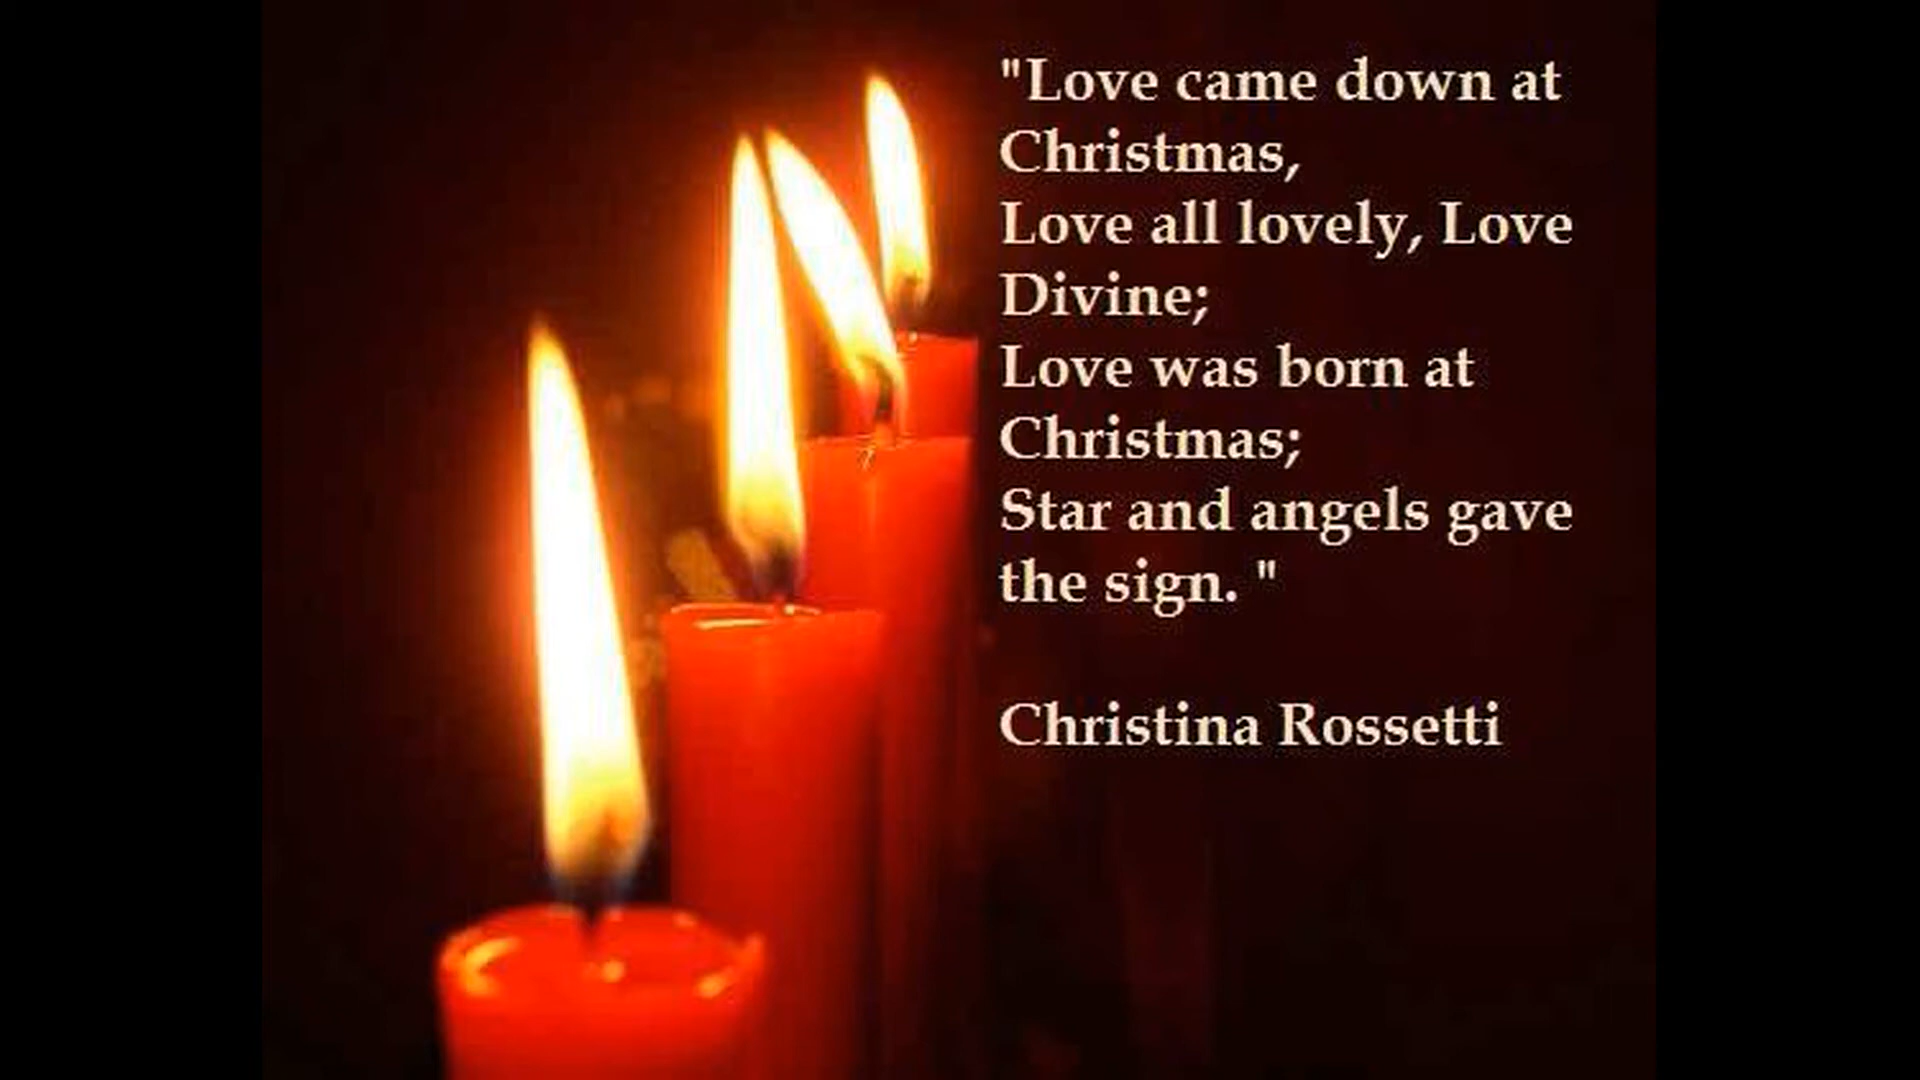 "Love came down at
Christmas,
Love all lovely, Love
Divine;
Love was born at
Christmas;
Star and angels gave
the sign. "
Christina Rossetti